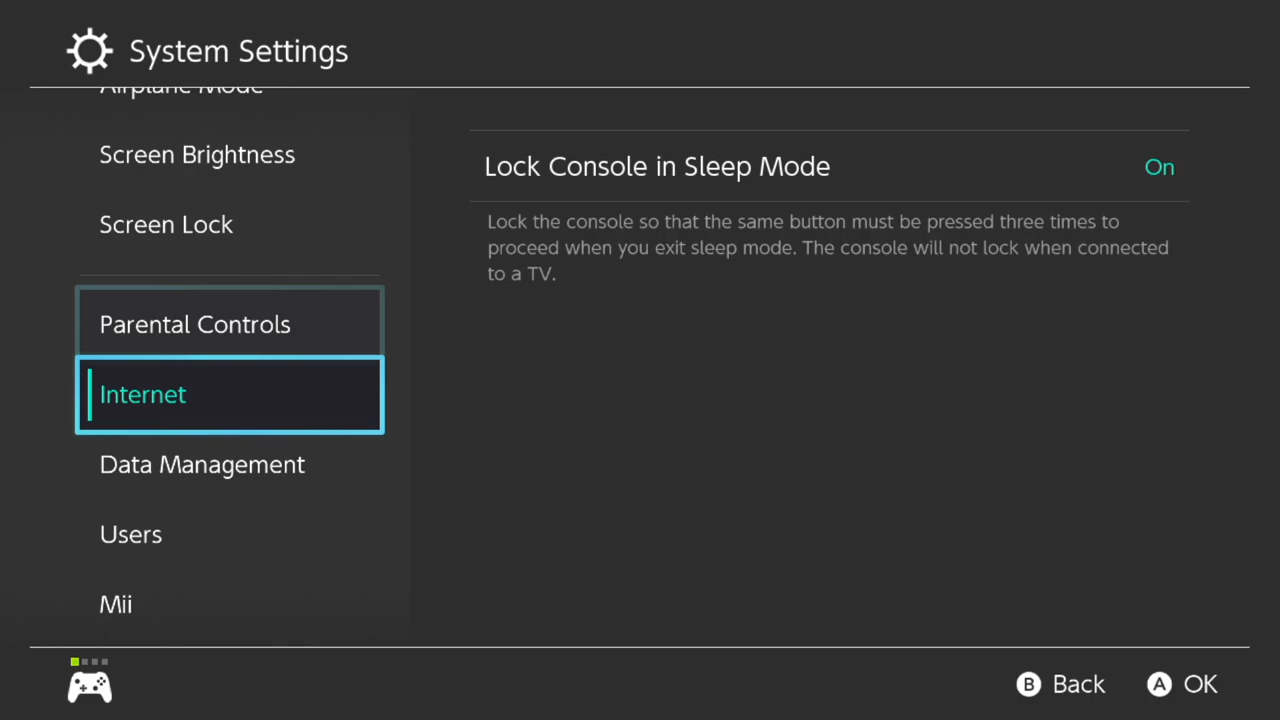 System Settings
Airplane Mode
Screen Brightness
Screen Lock
Parental Controls
Internet
Data Management
Users
Mii
Lock Console in Sleep Mode On
Lock the console so that the same button must be pressed three times to
proceed when you exit sleep mode. The console will not lock when connected
to a TV.
B Back A OK